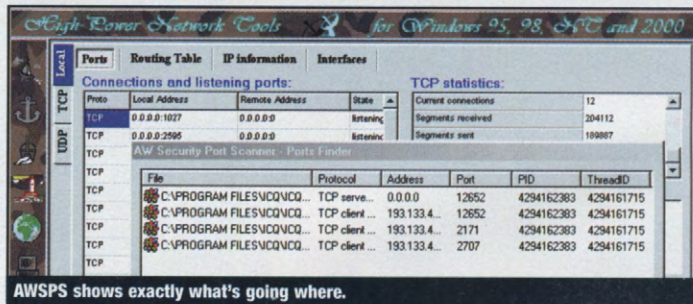 High Power Network Tools for Windows 95, 98, NT and 2000
Local
TCP
UDP
Ports Routing Table IP information Interfaces
Connections and listening ports:
Proto Local Address Remote Address State
TCP 0.0.0.0:1027 0.0.0.0:0 listening
TCP 0.0.0.0:2595 0.0.0.0:0 listening
TCP
TCP
TCP
TCP
TCP
TCP
TCP
TCP statistics:
Current connections 12
Segments received 204112
Segments sent 189887
AW Security Port Scanner - Ports Finder
File Protocol Address Port PID ThreadID
C:\PROGRAM FILES\ICQ\ICQ... TCP serve... 0.0.0.0 12652 4294162383 4294161715
C:\PROGRAM FILES\ICQ\ICQ... TCP client ... 193.133.4... 12652 4294162383 4294161715
C:\PROGRAM FILES\ICQ\ICQ... TCP client ... 193.133.4... 2171 4294162383 4294161715
C:\PROGRAM FILES\ICQ\ICQ... TCP client ... 193.133.4... 2707 4294162383 4294161715
AWSPS shows exactly what's going where.